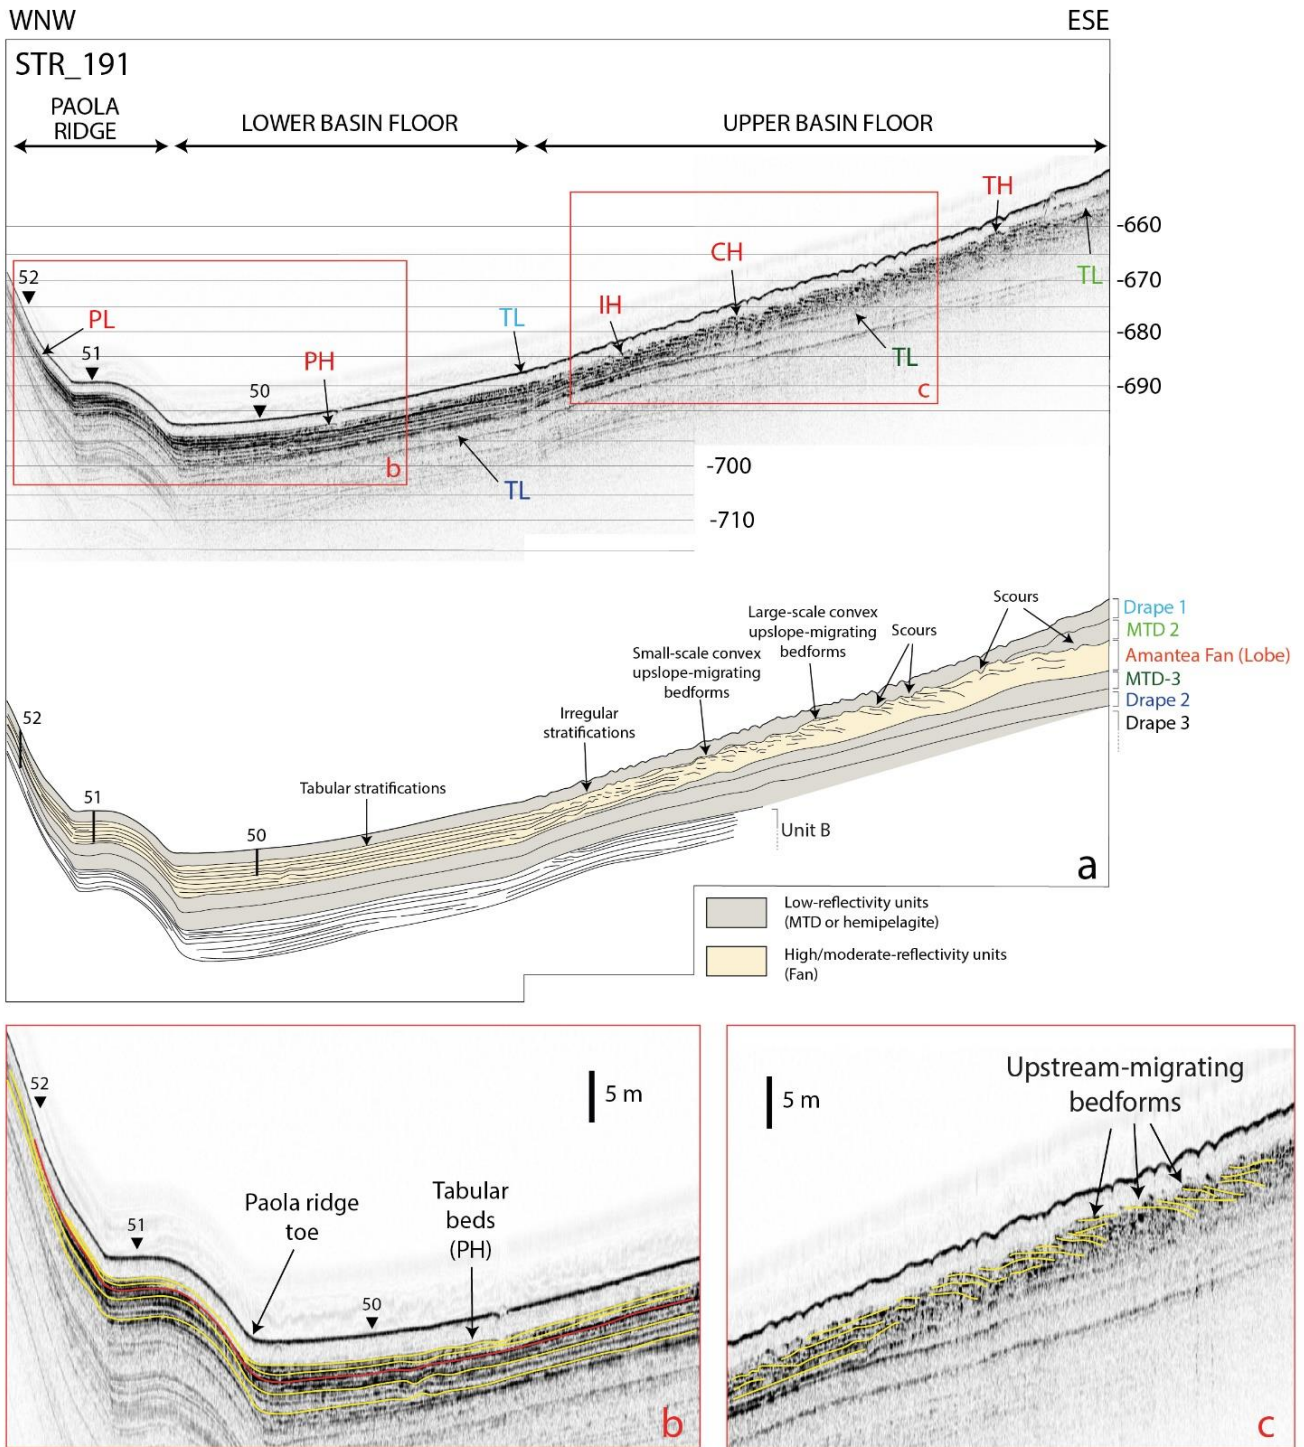 WNW
ESE
STR_191
PAOLA
RIDGE
LOWER BASIN FLOOR
UPPER BASIN FLOOR
TH
-660
CH
52
TL
-670
IH
PL
TL
-680
51
PH
TL
50
c
-690
b
-700
TL
-710
Scours
Large-scale convex
upslope-migrating
bedforms
Scours
Drape 1
MTD 2
Small-scale convex
upslope-migrating
bedforms
Amantea Fan (Lobe)
MTD-3
Drape 2
Drape 3
Irregular
stratifications
52
Tabular stratifications
51
50
Unit B
a
Low-reflectivity units
(MTD or hemipelagite)
High/moderate-reflectivity units
(Fan)
52
5 m
Paola ridge
toe
Tabular
beds
(PH)
51
50
b
Upstream-migrating
bedforms
5 m
c